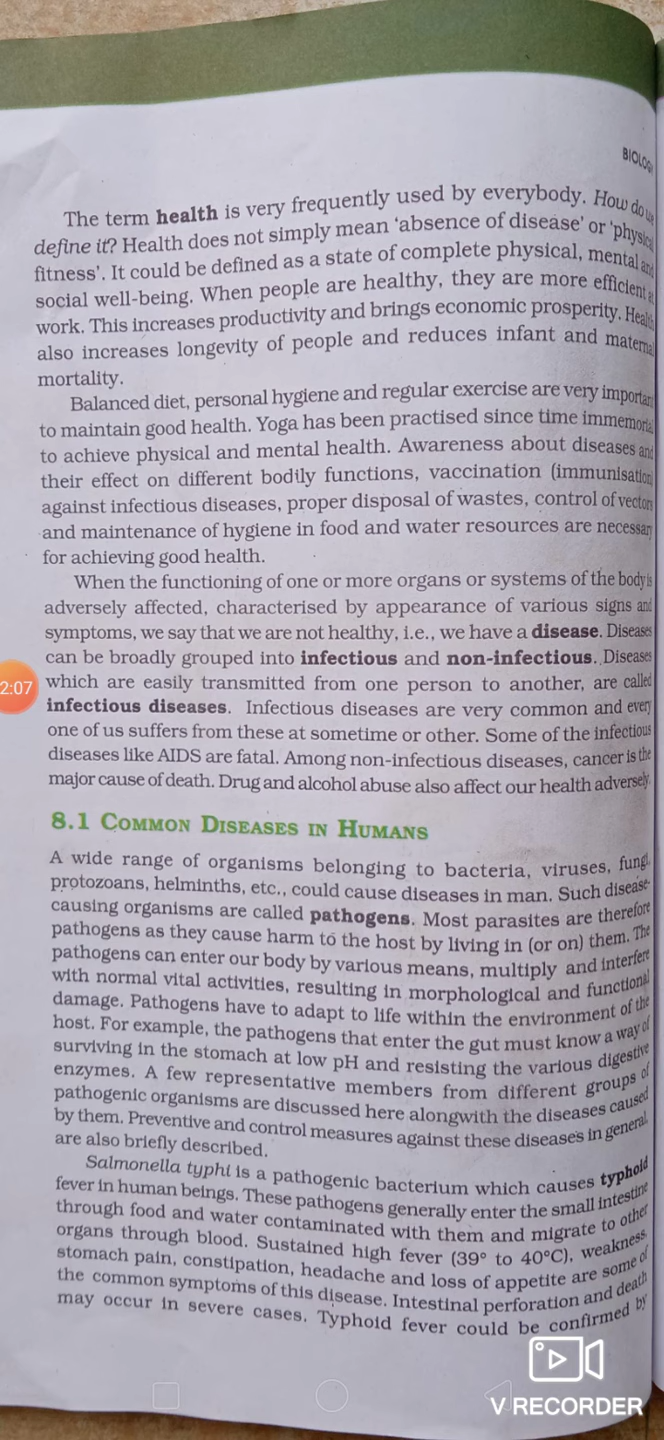 BIOLOGY
The term health is very frequently used by everybody. How do we
define it? Health does not simply mean 'absence of disease' or 'physical
fitness'. It could be defined as a state of complete physical, mental and
social well-being. When people are healthy, they are more efficient at
work. This increases productivity and brings economic prosperity. Health
also increases longevity of people and reduces infant and maternal
mortality.
Balanced diet, personal hygiene and regular exercise are very important
to maintain good health. Yoga has been practised since time immemorial
to achieve physical and mental health. Awareness about diseases and
their effect on different bodily functions, vaccination (immunisation)
against infectious diseases, proper disposal of wastes, control of vectors
and maintenance of hygiene in food and water resources are necessary
for achieving good health.
When the functioning of one or more organs or systems of the body is
adversely affected, characterised by appearance of various signs and
symptoms, we say that we are not healthy, i.e., we have a disease. Diseases
can be broadly grouped into infectious and non-infectious. Diseases
2:07
which are easily transmitted from one person to another, are called
infectious diseases. Infectious diseases are very common and every
one of us suffers from these at sometime or other. Some of the infectious
diseases like AIDS are fatal. Among non-infectious diseases, cancer is the
major cause of death. Drug and alcohol abuse also affect our health adversely.
8.1 COMMON DISEASES IN HUMANS
A wide range of organisms belonging to bacteria, viruses, fungi,
protozoans, helminths, etc., could cause diseases in man. Such disease-
causing organisms are called pathogens. Most parasites are therefore
pathogens as they cause harm to the host by living in (or on) them. The
pathogens can enter our body by various means, multiply and interfere
with normal vital activities, resulting in morphological and functional
damage. Pathogens have to adapt to life within the environment of the
host. For example, the pathogens that enter the gut must know a way of
surviving in the stomach at low pH and resisting the various digestive
enzymes. A few representative members from different groups of
pathogenic organisms are discussed here alongwith the diseases caused
by them. Preventive and control measures against these diseases in general,
are also briefly described.
Salmonella typhi is a pathogenic bacterium which causes typhoid
fever in human beings. These pathogens generally enter the small intestine
through food and water contaminated with them and migrate to other
organs through blood. Sustained high fever (39° to 40°C), weakness,
stomach pain, constipation, headache and loss of appetite are some of
the common symptoms of this disease. Intestinal perforation and death
may occur in severe cases. Typhoid fever could be confirmed by
V RECORDER